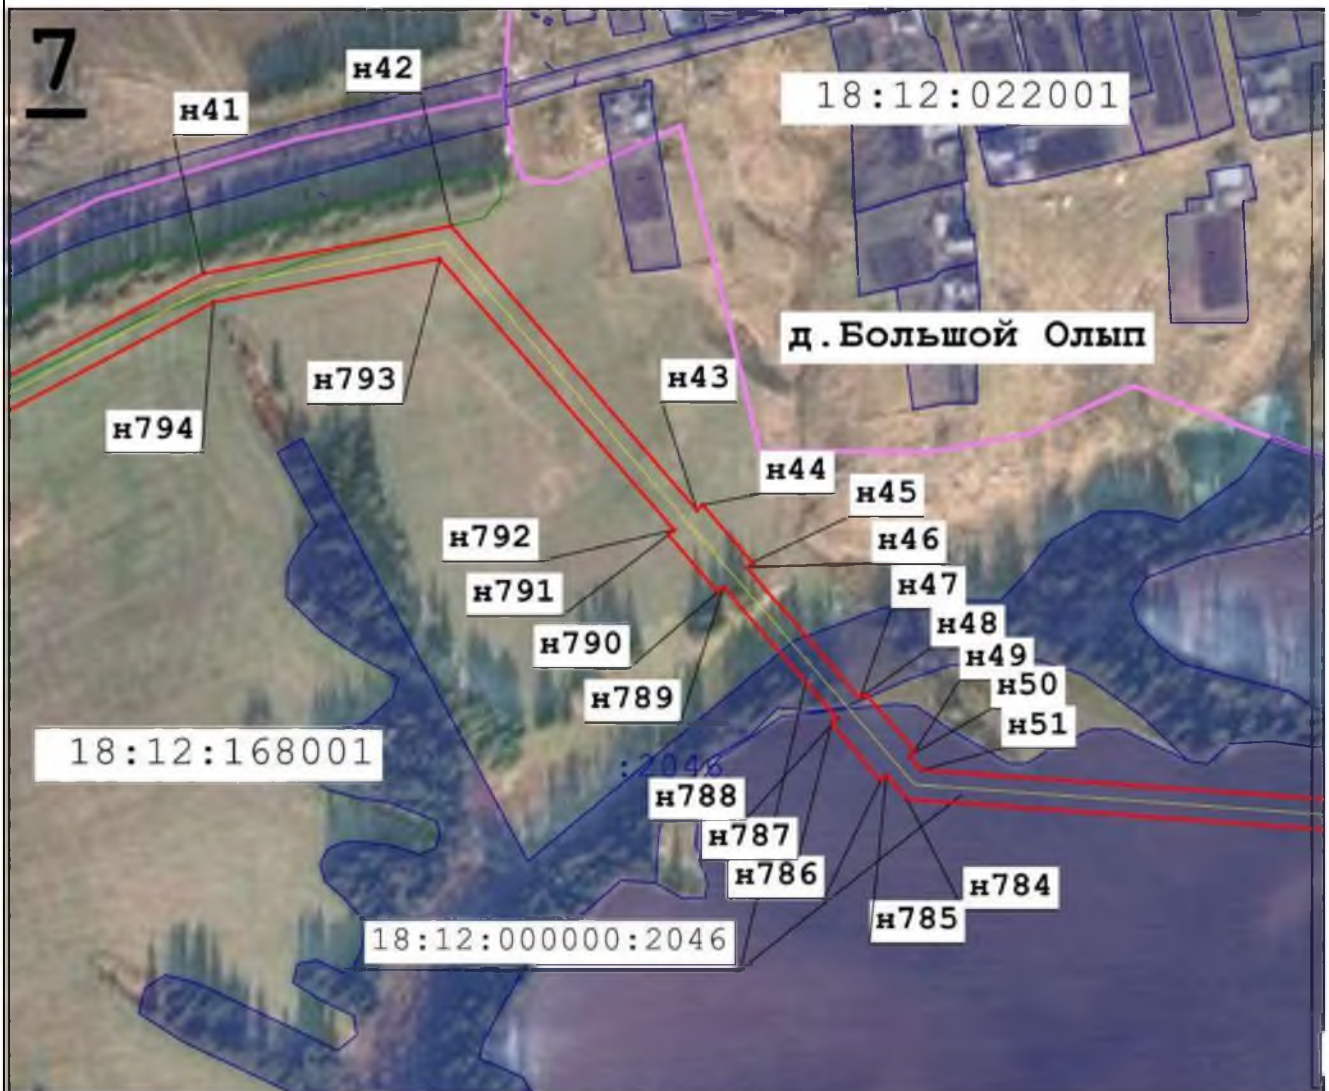 7
н42
н41
18:12:022001
д.Большой Олып
н793
н43
н794
н44
н45
н792
н46
н791
н47
н790
н48
н49
н789
н50
н51
18:12:168001
:2046
н788
н787
н786
н784
н785
18:12:000000:2046